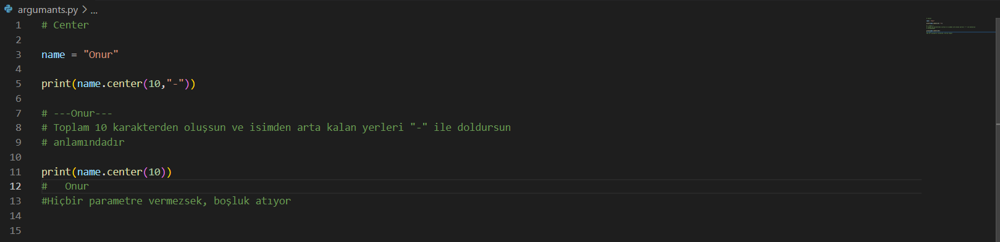 argumants.py > ...
1 # Center
2
3 name = "Onur"
4
5 print(name.center(10,"-"))
6
7 # ---Onur---
8 # Toplam 10 karakterden oluşsun ve isimden arta kalan yerleri "-" ile doldursun
9 # anlamındadır
10
11 print(name.center(10))
12 #   Onur
13 #Hiçbir parametre vermezsek, boşluk atıyor
14
15